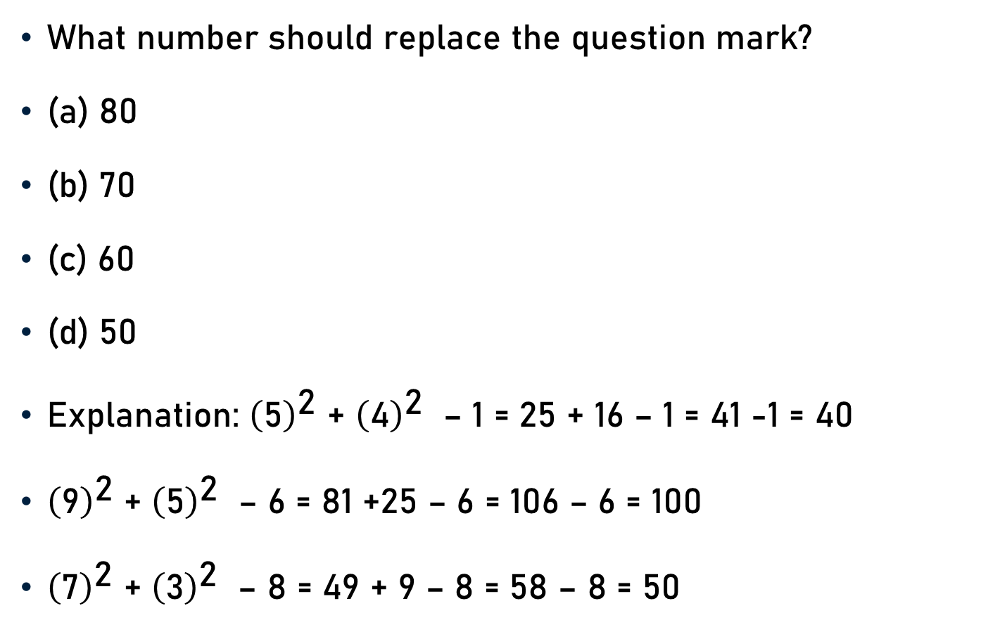 • What number should replace the question mark?
• (a) 80
• (b) 70
• (c) 60
• (d) 50
• Explanation: (5)² + (4)² – 1 = 25 + 16 – 1 = 41 -1 = 40
• (9)² + (5)² – 6 = 81 +25 – 6 = 106 – 6 = 100
• (7)² + (3)² – 8 = 49 + 9 – 8 = 58 – 8 = 50